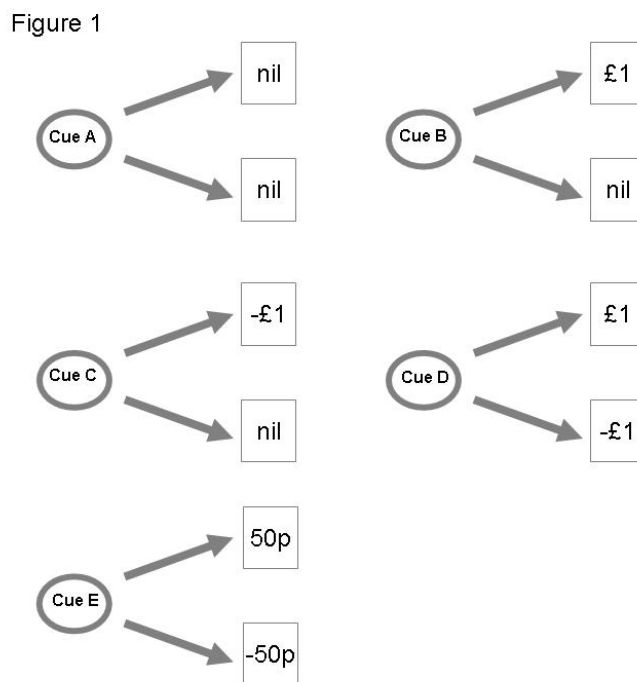 Figure 1
nil
Cue A
nil
£1
Cue B
nil
-£1
Cue C
nil
£1
Cue D
-£1
50p
Cue E
-50p